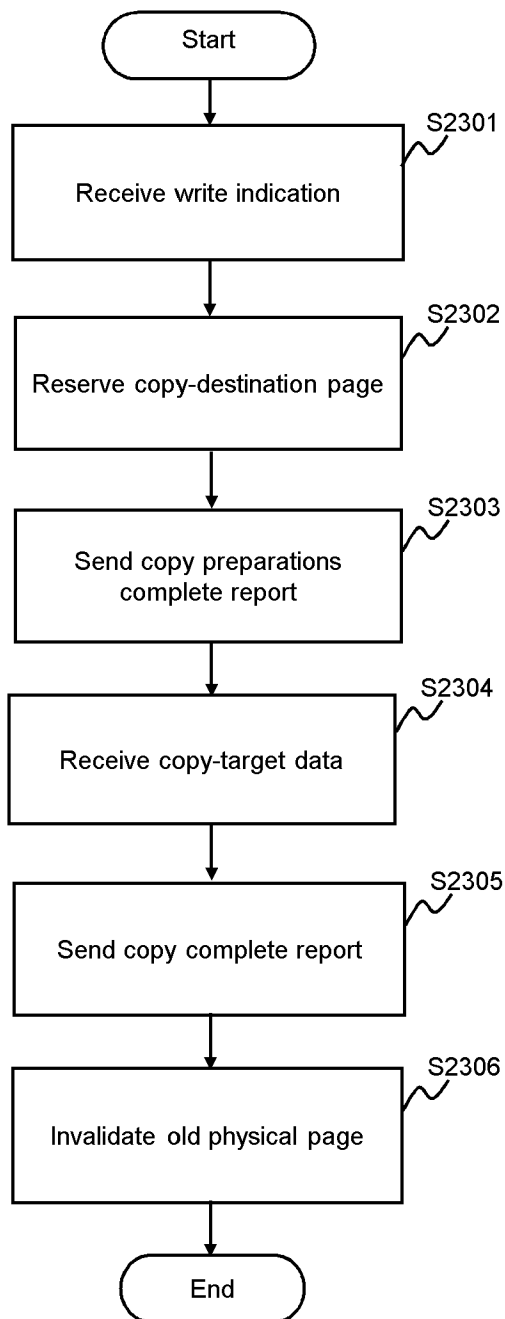 Start
S2301
Receive write indication
S2302
Reserve copy-destination page
S2303
Send copy preparations
complete report
S2304
Receive copy-target data
S2305
Send copy complete report
S2306
Invalidate old physical page
End